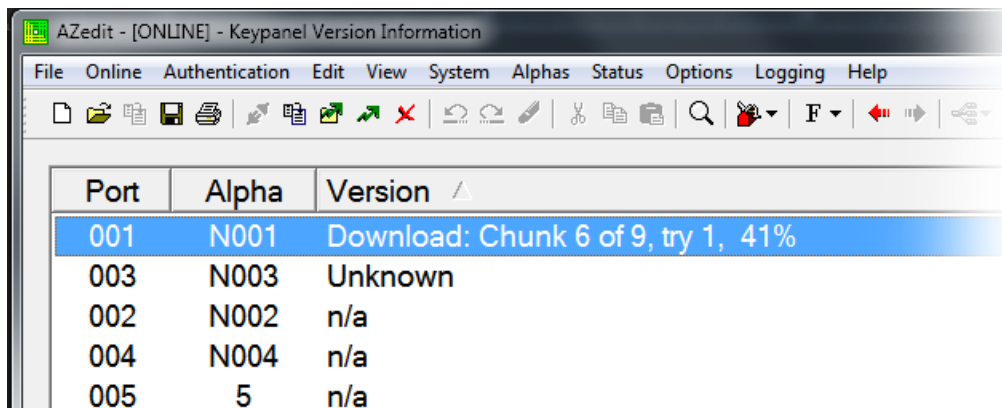 AZedit - [ONLINE] - Keypanel Version Information
File Online Authentication Edit View System Alphas Status Options Logging Help
F
Port Alpha Version
001 N001 Download: Chunk 6 of 9, try 1, 41%
003 N003 Unknown
002 N002 n/a
004 N004 n/a
005 5 n/a